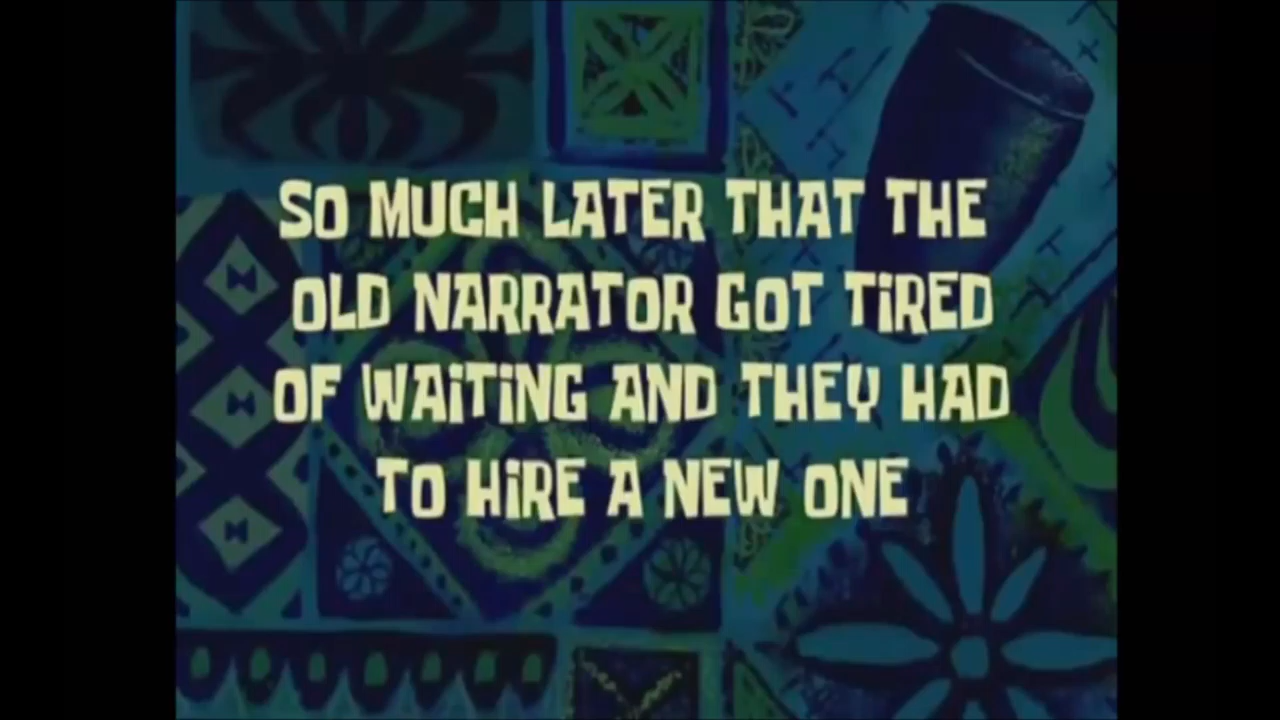 SO MUCH LATER THAT THE
OLD NARRATOR GOT TiRED
OF WAiTiNG AND THEY HAD
TO HiRE A NEW ONE